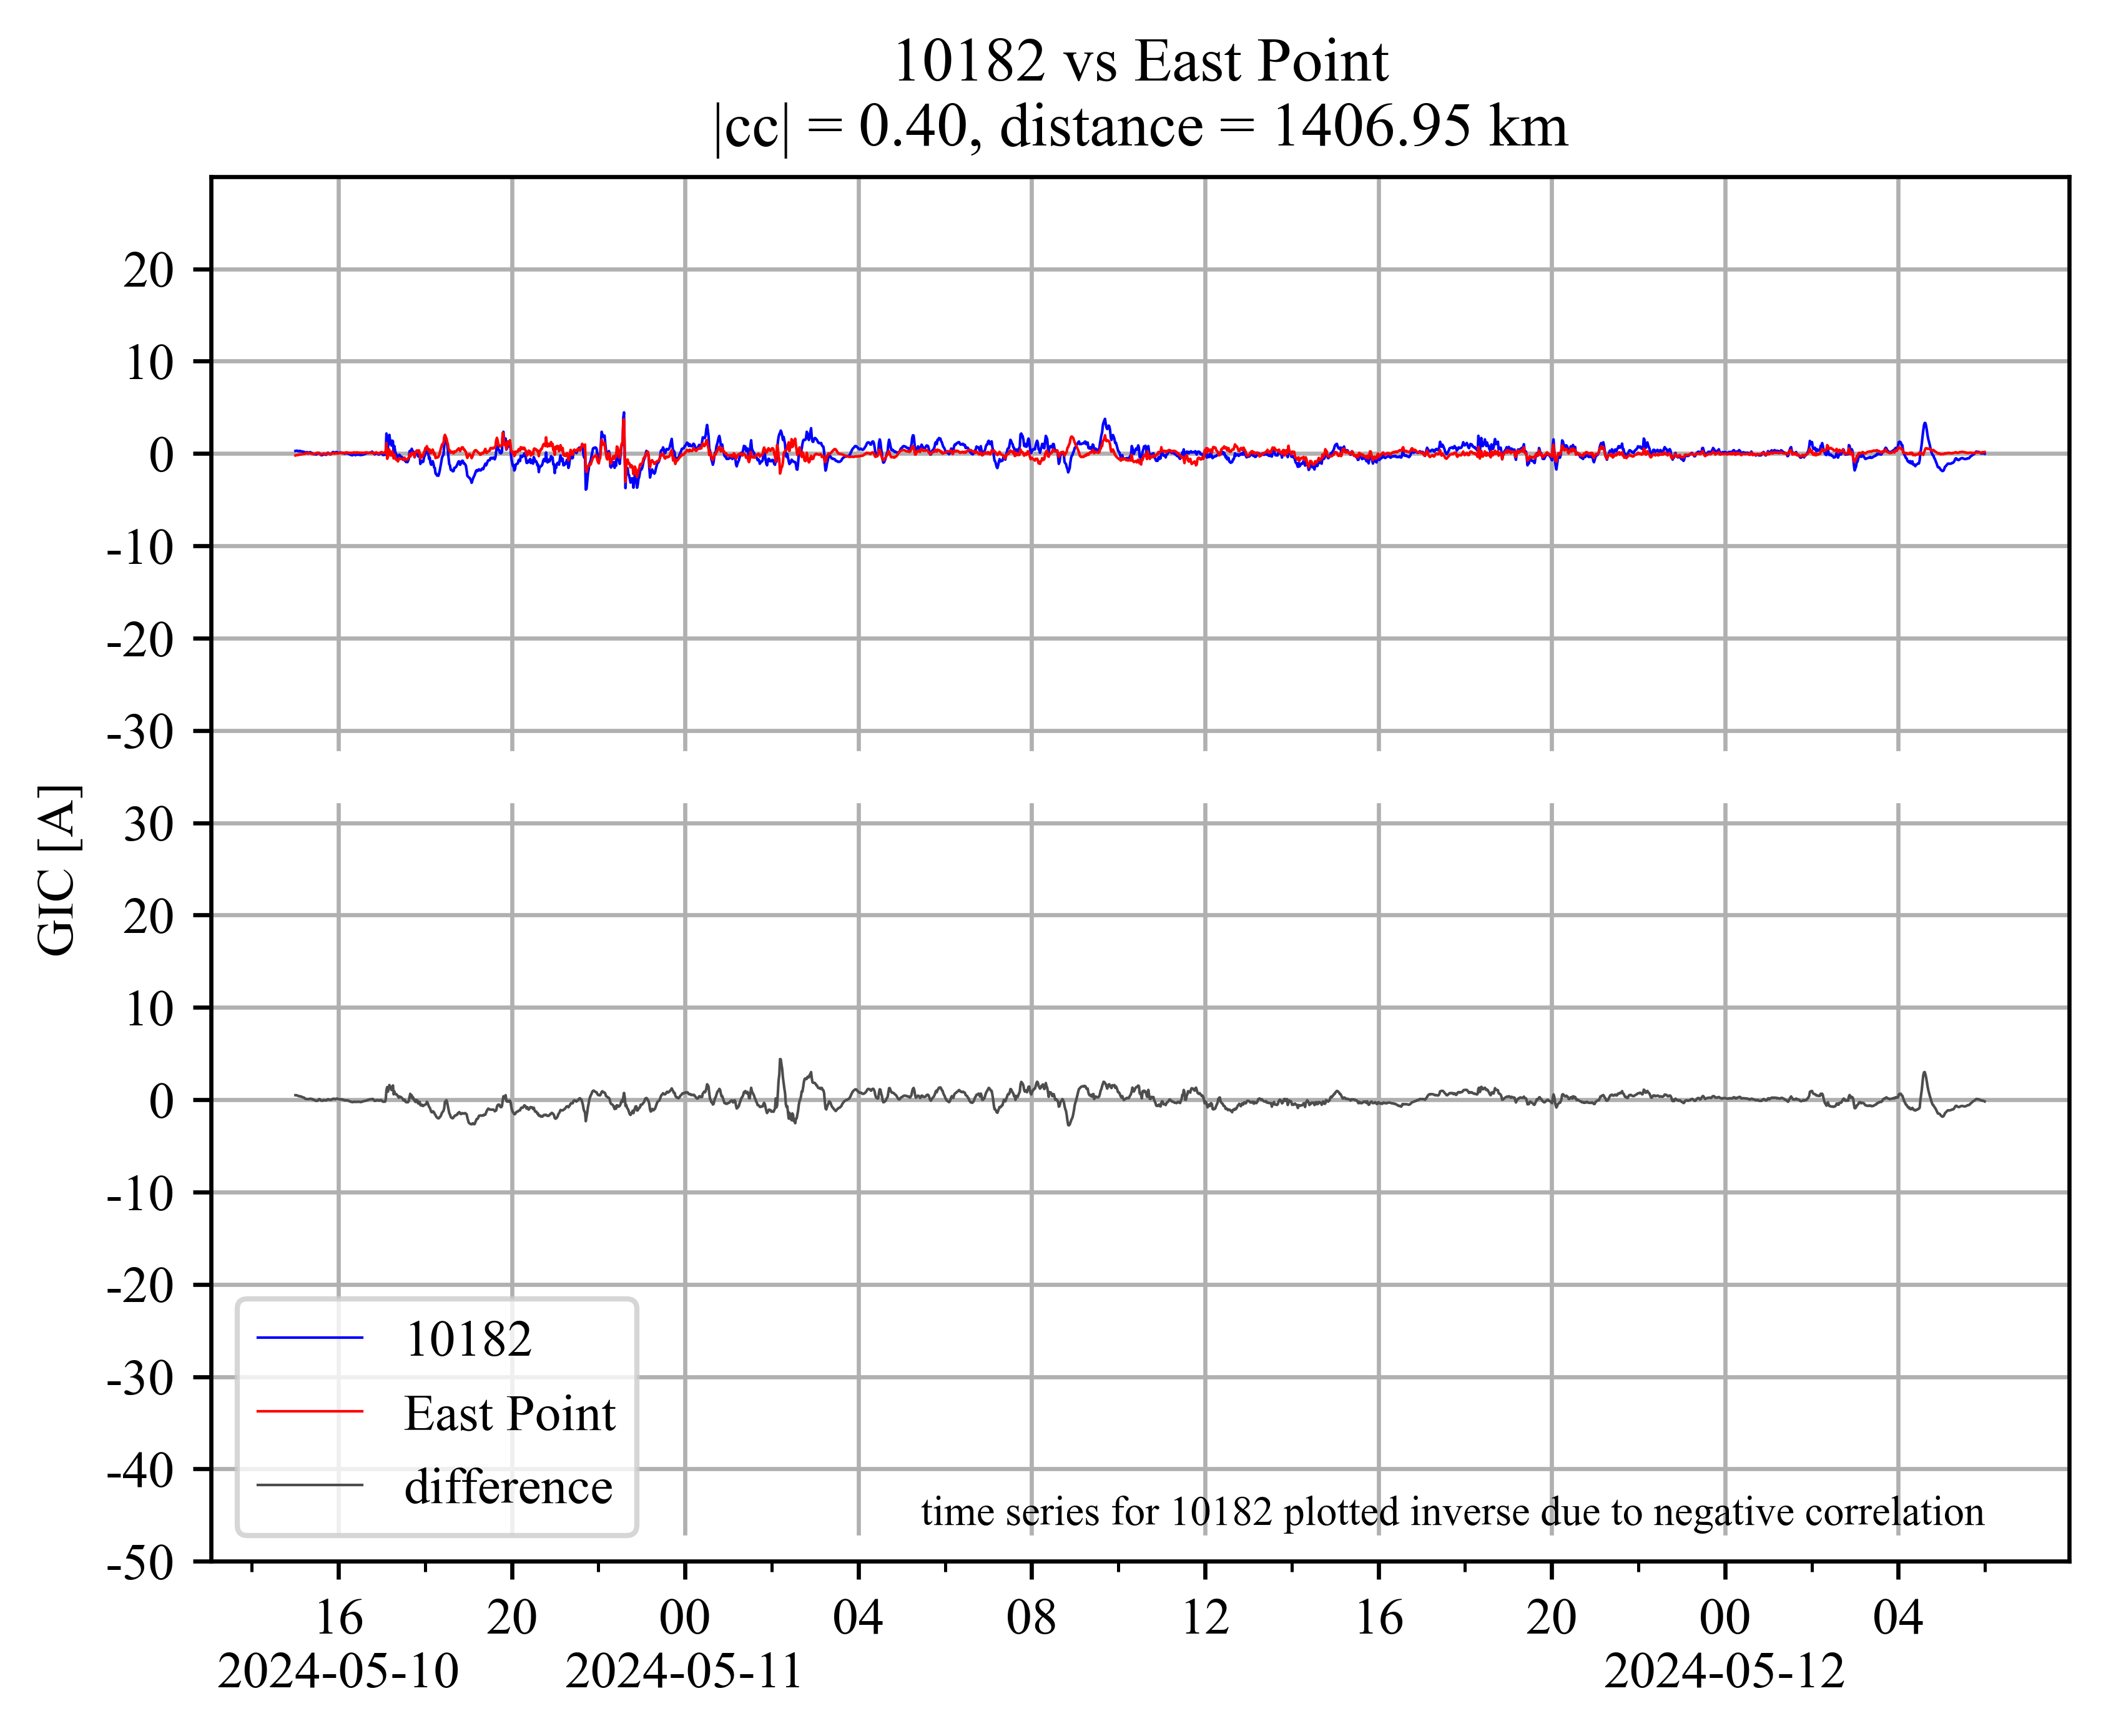 10182 vs East Point
|cc| = 0.40, distance = 1406.95 km
20
10
0
-10
-20
-30
30
20
10
0
-10
-20
-30
-40
-50
GIC [A]
10182
East Point
difference
time series for 10182 plotted inverse due to negative correlation
16 20 00 04 08 12 16 20 00 04
2024-05-10 2024-05-11 2024-05-12